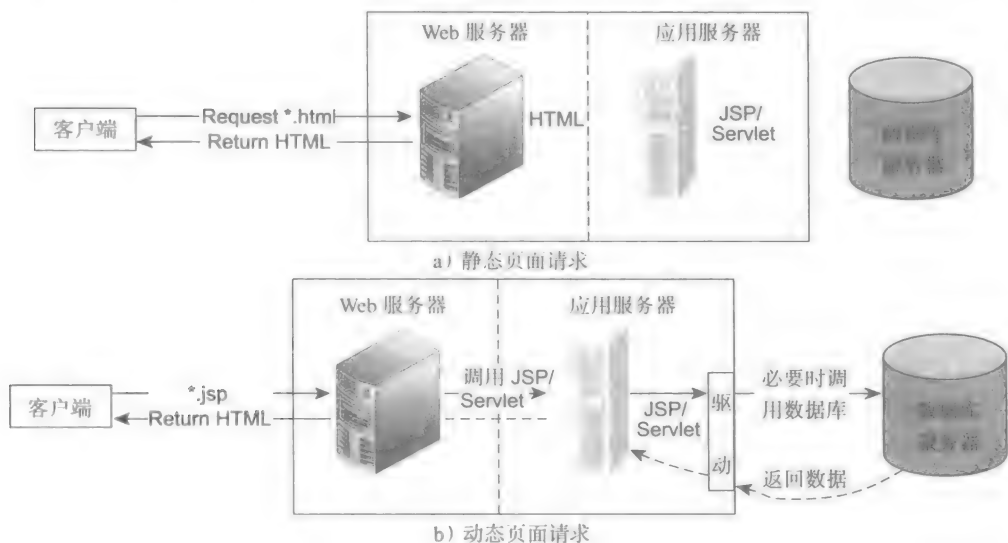 Web 服务器
应用服务器
客户端
Request *.html
Return HTML
HTML
JSP/
Servlet
a) 静态页面请求
Web 服务器
应用服务器
客户端
*.jsp
Return HTML
调用 JSP/
Servlet
JSP/
Servlet
驱
动
必要时调
用数据库
返回数据
b) 动态页面请求